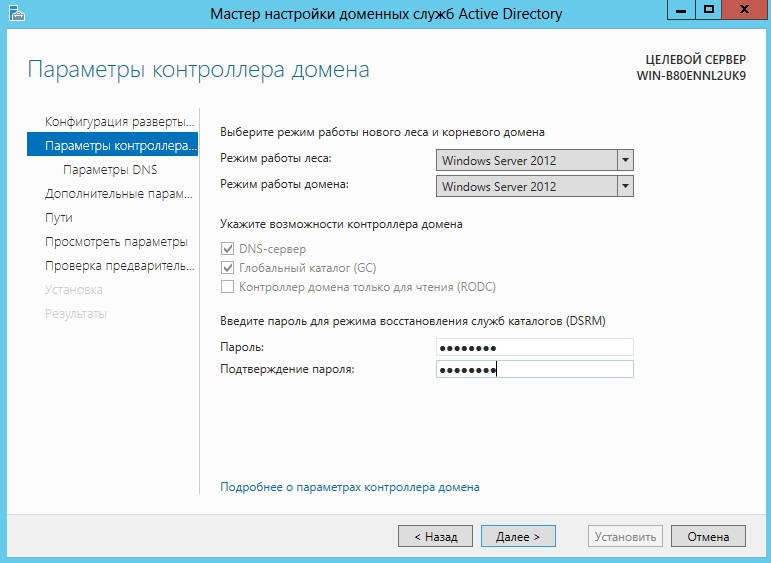 Мастер настройки доменных служб Active Directory
Параметры контроллера домена
ЦЕЛЕВОЙ СЕРВЕР
WIN-B80ENNL2UK9
Конфигурация разверты...
Параметры контроллера...
Параметры DNS
Дополнительные парам...
Пути
Просмотреть параметры
Проверка предваритель...
Установка
Результаты
Выберите режим работы нового леса и корневого домена
Режим работы леса: Windows Server 2012
Режим работы домена: Windows Server 2012
Укажите возможности контроллера домена
DNS-сервер
Глобальный каталог (GC)
Контроллер домена только для чтения (RODC)
Введите пароль для режима восстановления служб каталогов (DSRM)
Пароль: ●●●●●●●●
Подтверждение пароля: ●●●●●●●●
Подробнее о параметрах контроллера домена
< Назад Далее > Установить Отмена